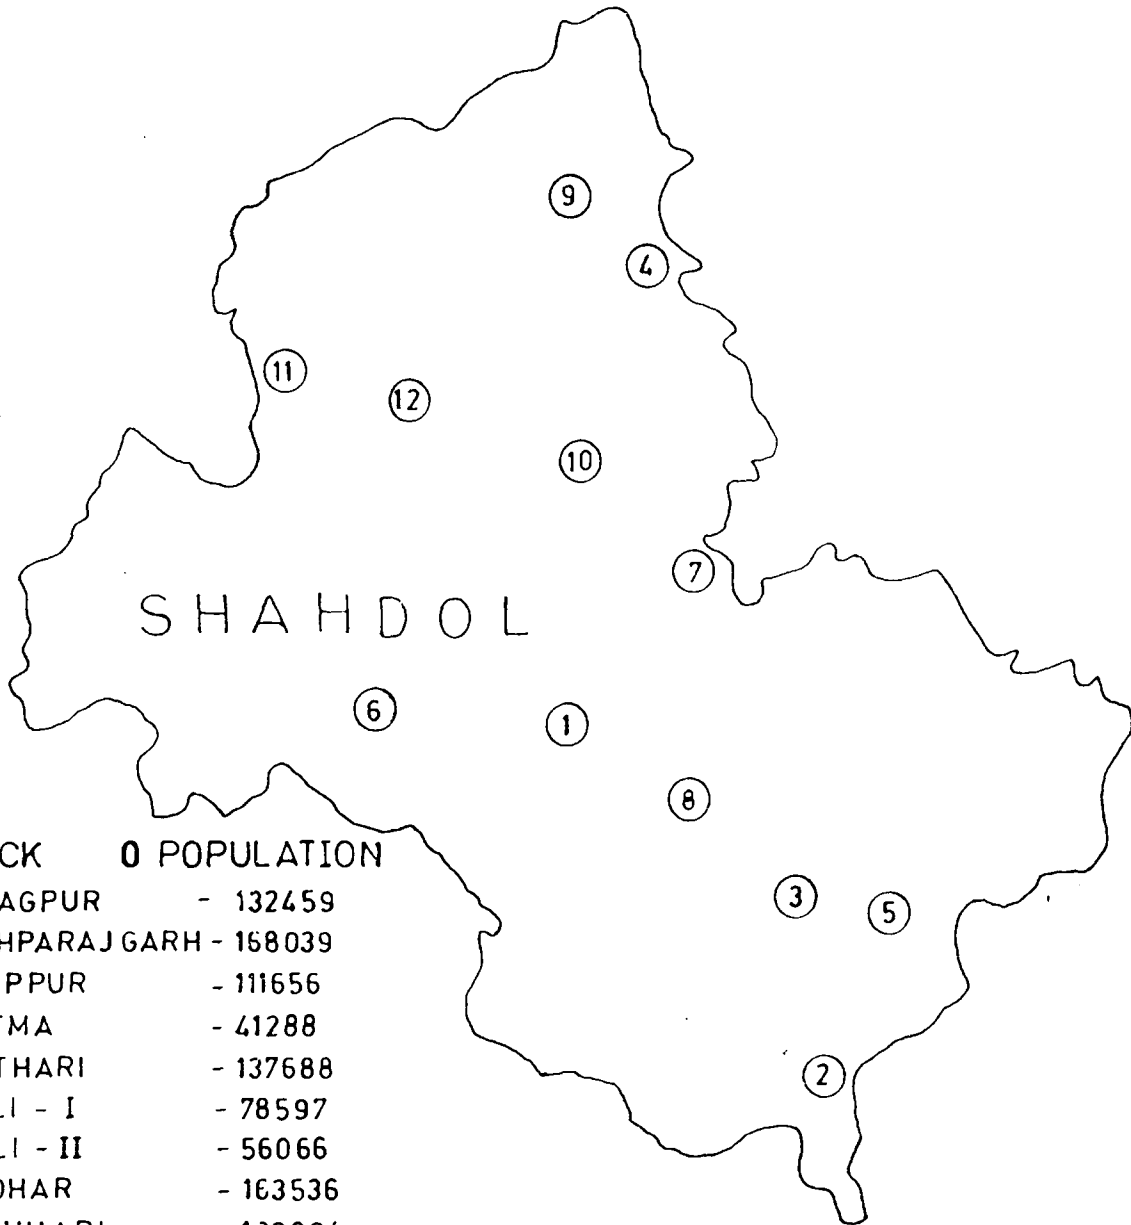 9
4
11
12
10
7
SHAHDOL
6
1
8
CK 0 POPULATION
3
AGPUR - 132459
5
HPARAJGARH - 168039
PPUR - 111656
TMA - 41288
2
THARI - 137688
LI - I - 78597
LI - II - 56066
DHAR - 163536